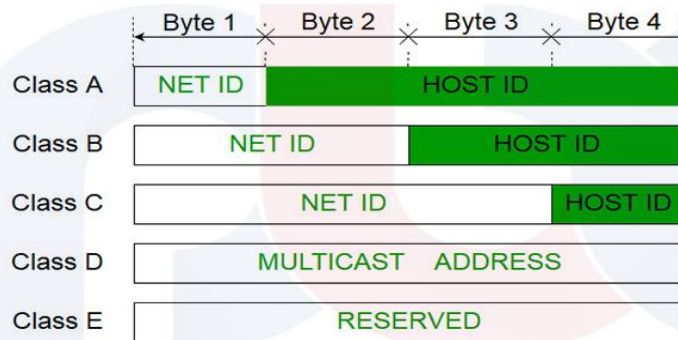 Byte 1 Byte 2 Byte 3 Byte 4
Class A NET ID HOST ID
Class B NET ID HOST ID
Class C NET ID HOST ID
Class D MULTICAST ADDRESS
Class E RESERVED